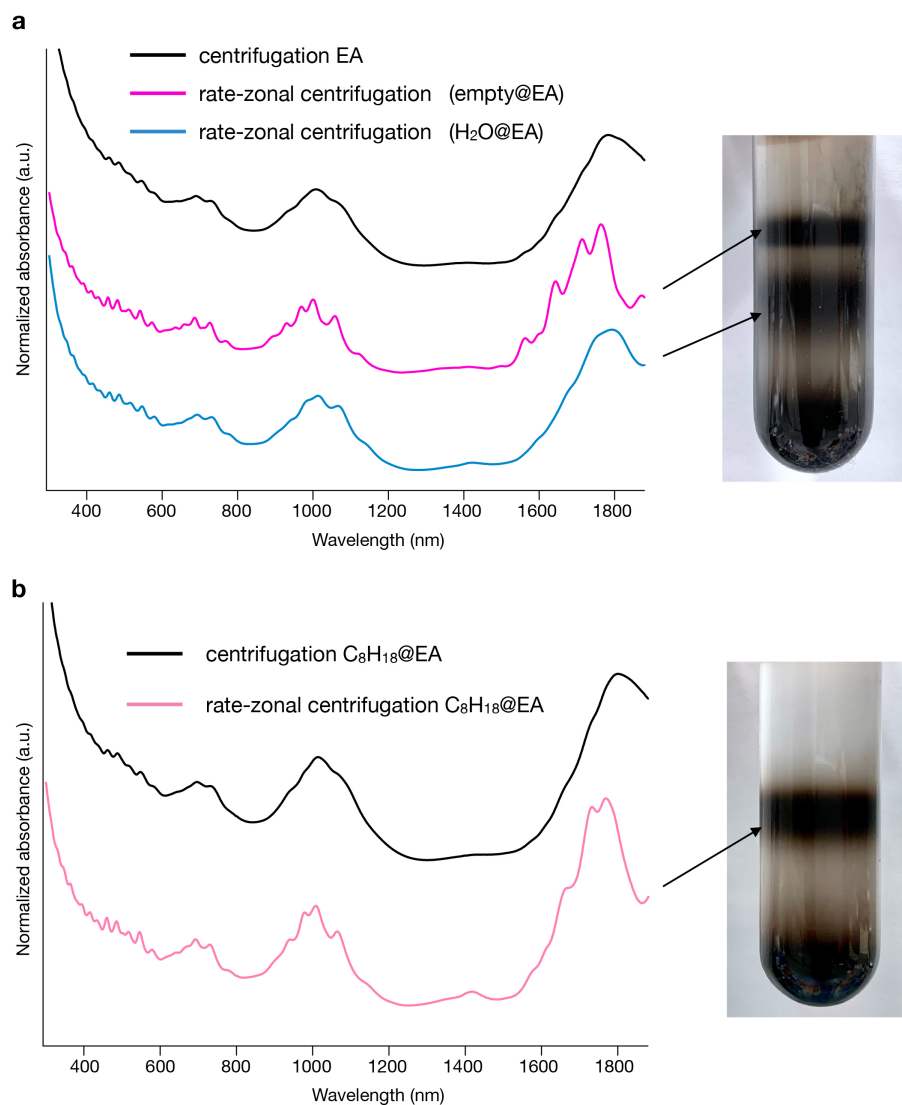 a
centrifugation EA
rate-zonal centrifugation (empty@EA)
rate-zonal centrifugation (H₂O@EA)
Normalized absorbance (a.u.)
400 600 800 1000 1200 1400 1600 1800
Wavelength (nm)
b
centrifugation C₈H₁₈@EA
rate-zonal centrifugation C₈H₁₈@EA
Normalized absorbance (a.u.)
400 600 800 1000 1200 1400 1600 1800
Wavelength (nm)